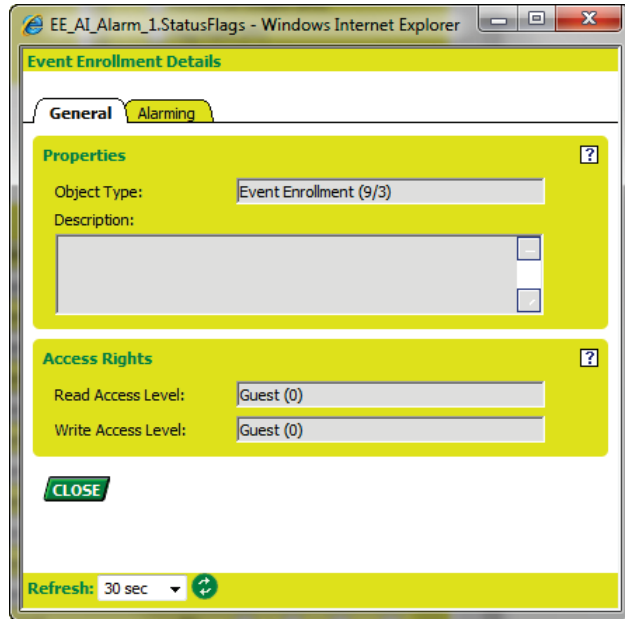 EE_AI_Alarm_1.StatusFlags - Windows Internet Explorer
Event Enrollment Details
General Alarming
Properties ?
Object Type: Event Enrollment (9/3)
Description:
Access Rights ?
Read Access Level: Guest (0)
Write Access Level: Guest (0)
CLOSE
Refresh: 30 sec